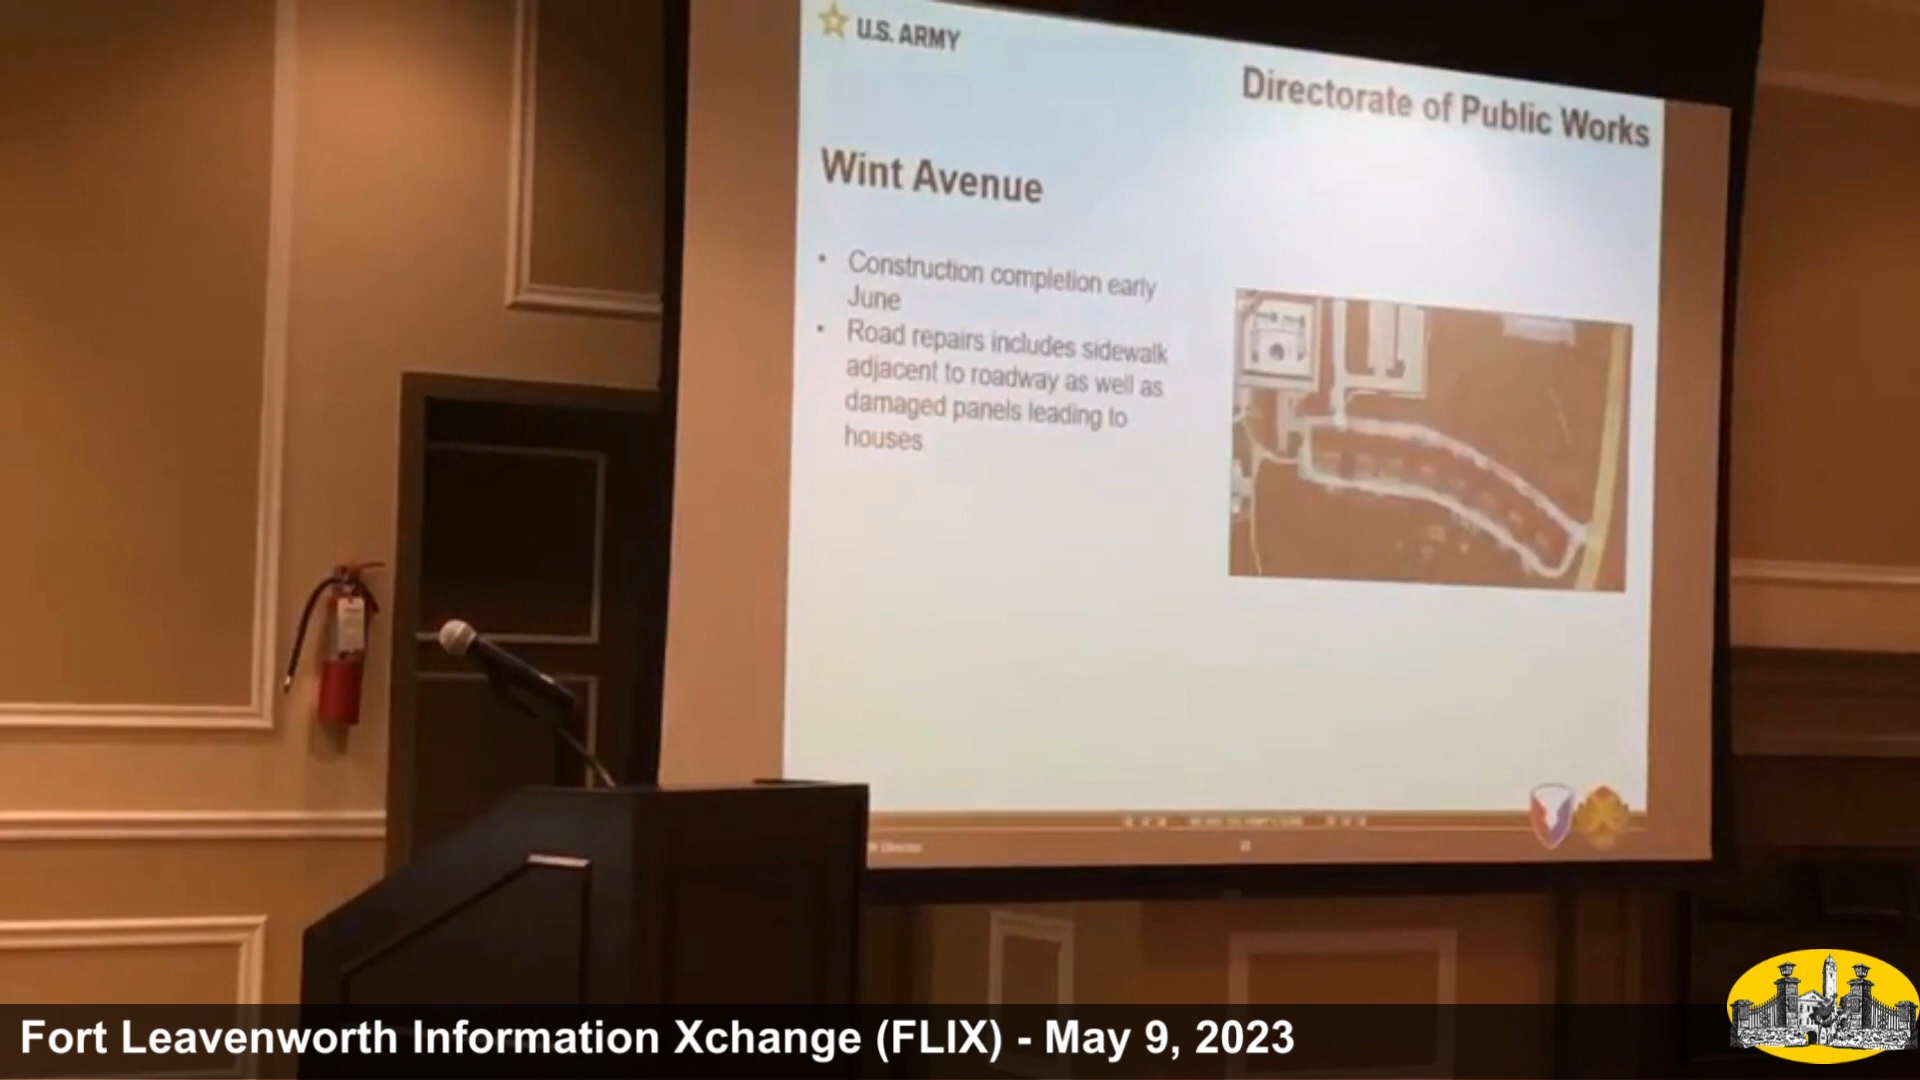 U.S. ARMY
Directorate of Public Works
Wint Avenue
• Construction completion early
June
• Road repairs includes sidewalk
adjacent to roadway as well as
damaged panels leading to
houses
Director
Fort Leavenworth Information Xchange (FLIX) - May 9, 2023